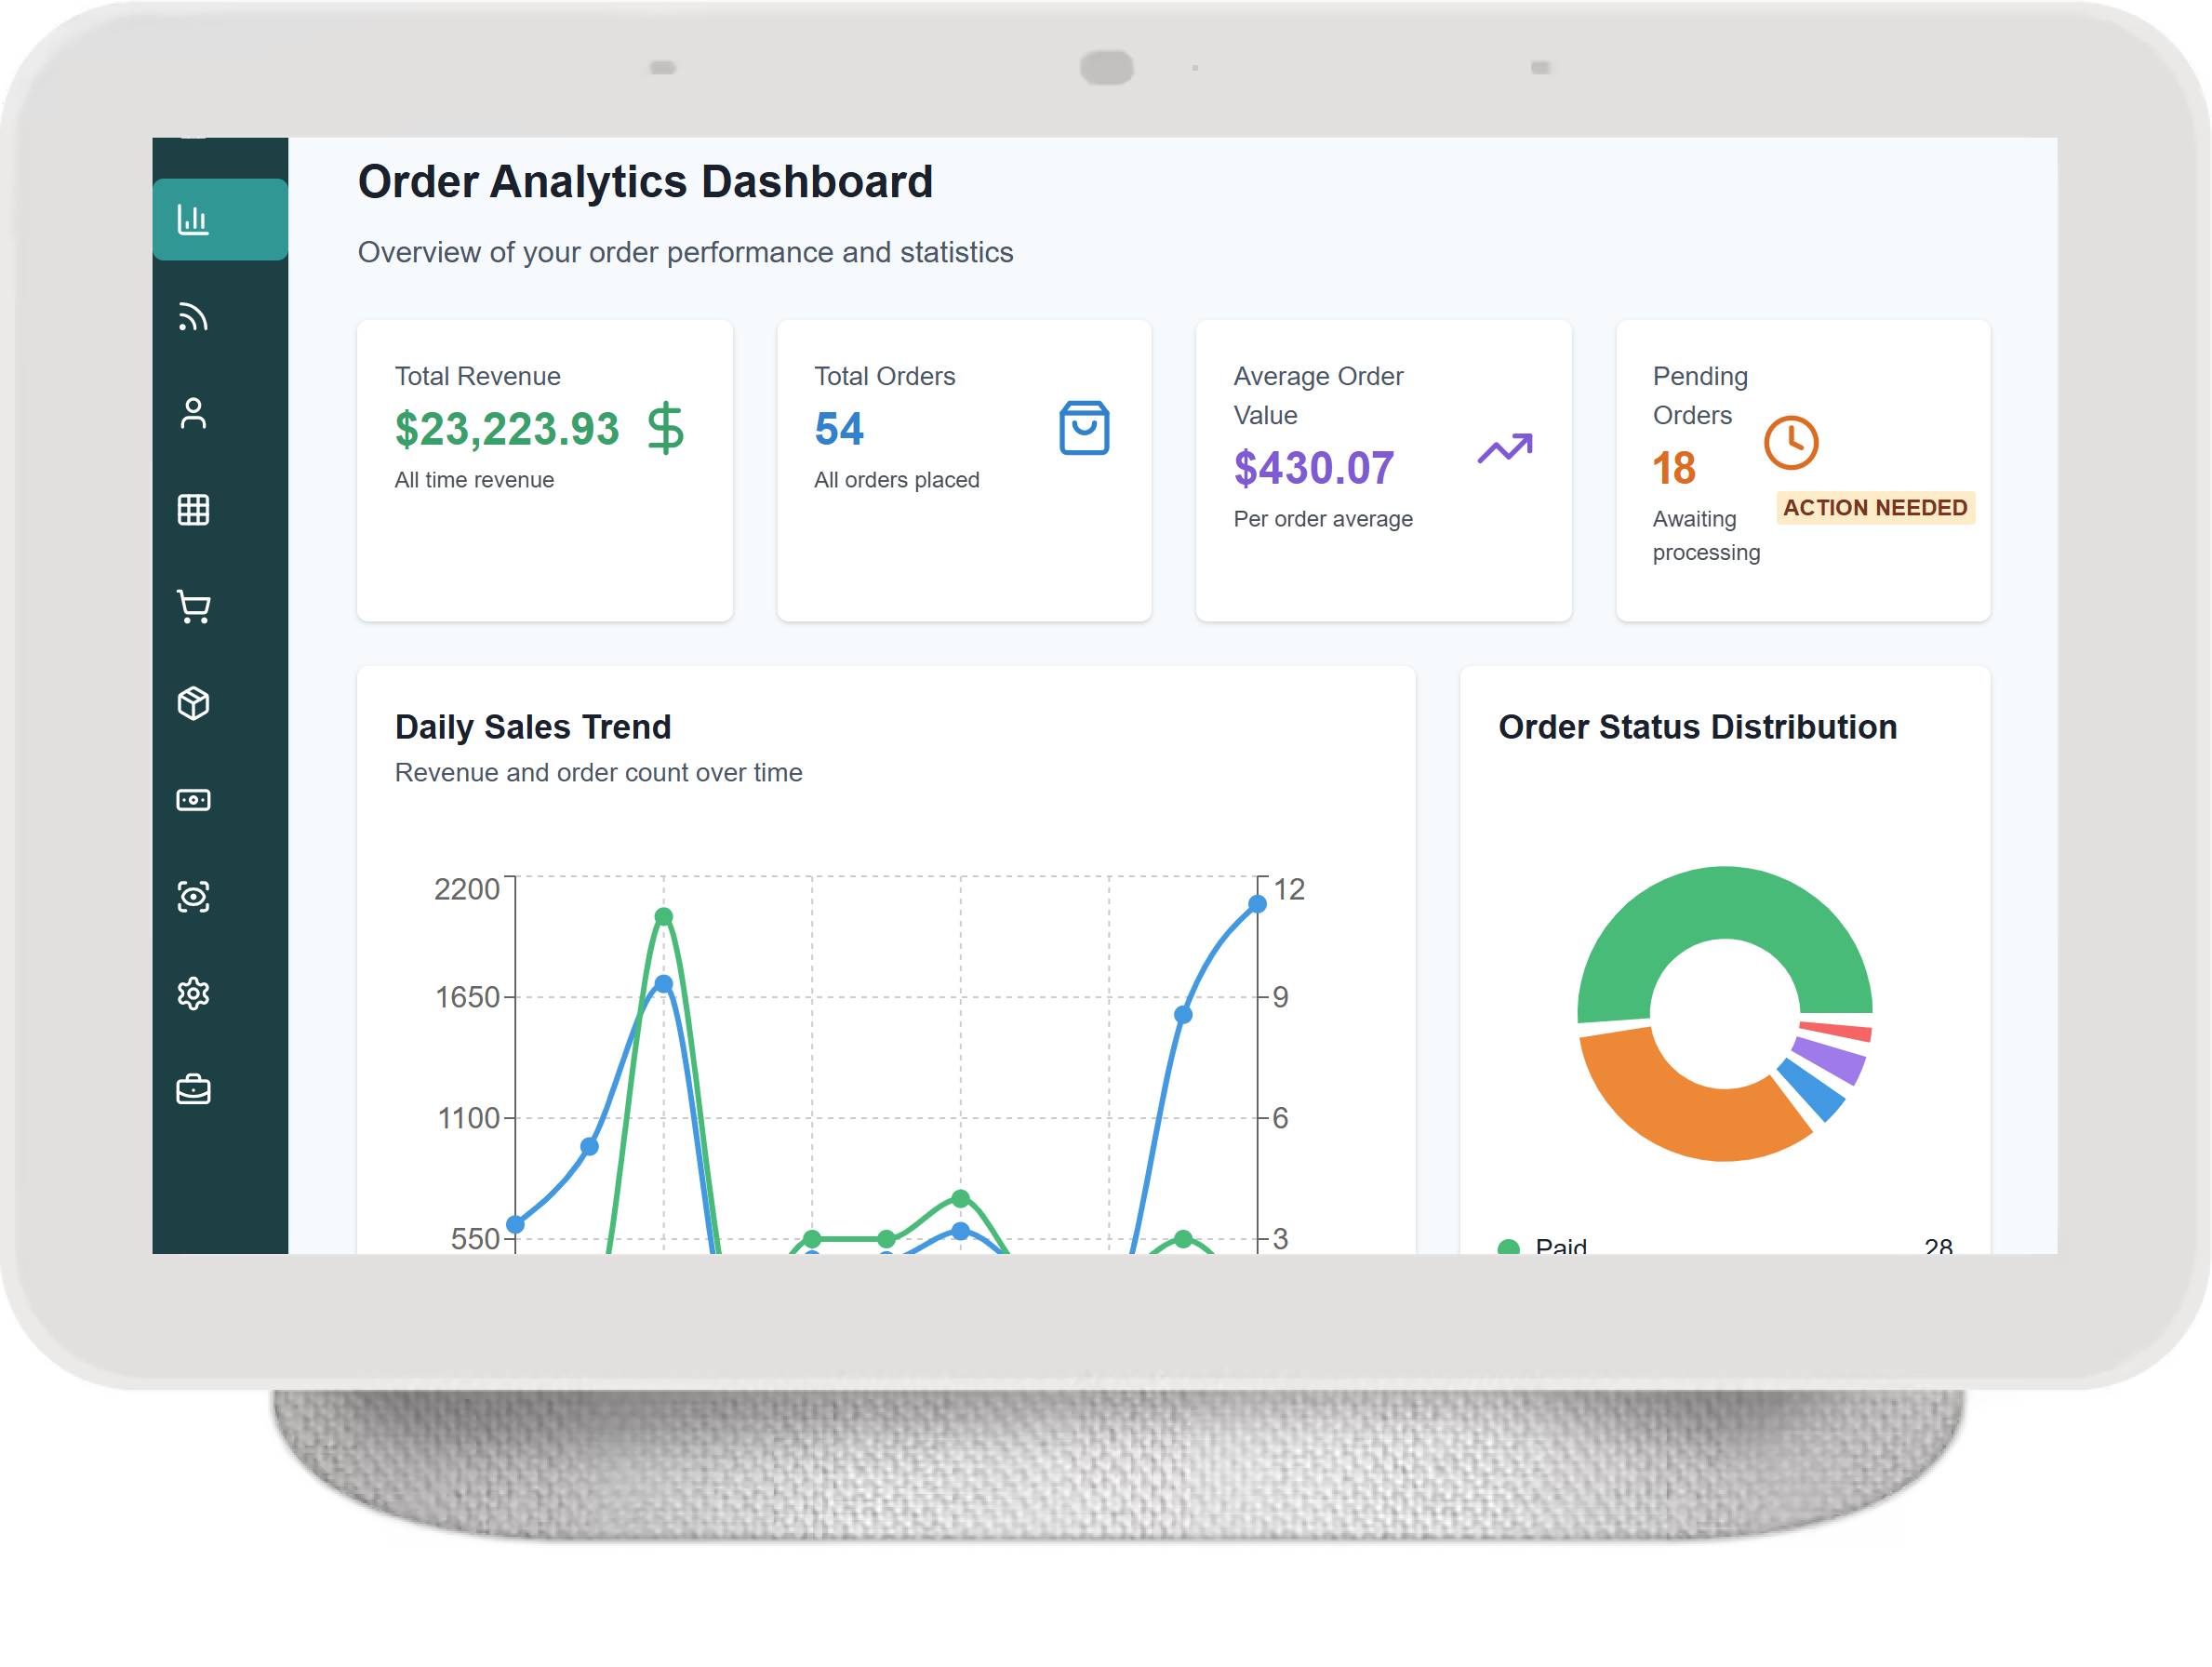 Order Analytics Dashboard
Overview of your order performance and statistics
Total Revenue
$23,223.93
All time revenue
Total Orders
54
All orders placed
Average Order
Value
$430.07
Per order average
Pending
Orders
18
ACTION NEEDED
Awaiting
processing
Daily Sales Trend
Revenue and order count over time
2200
1650
1100
550
12
9
6
3
Order Status Distribution
Paid 28